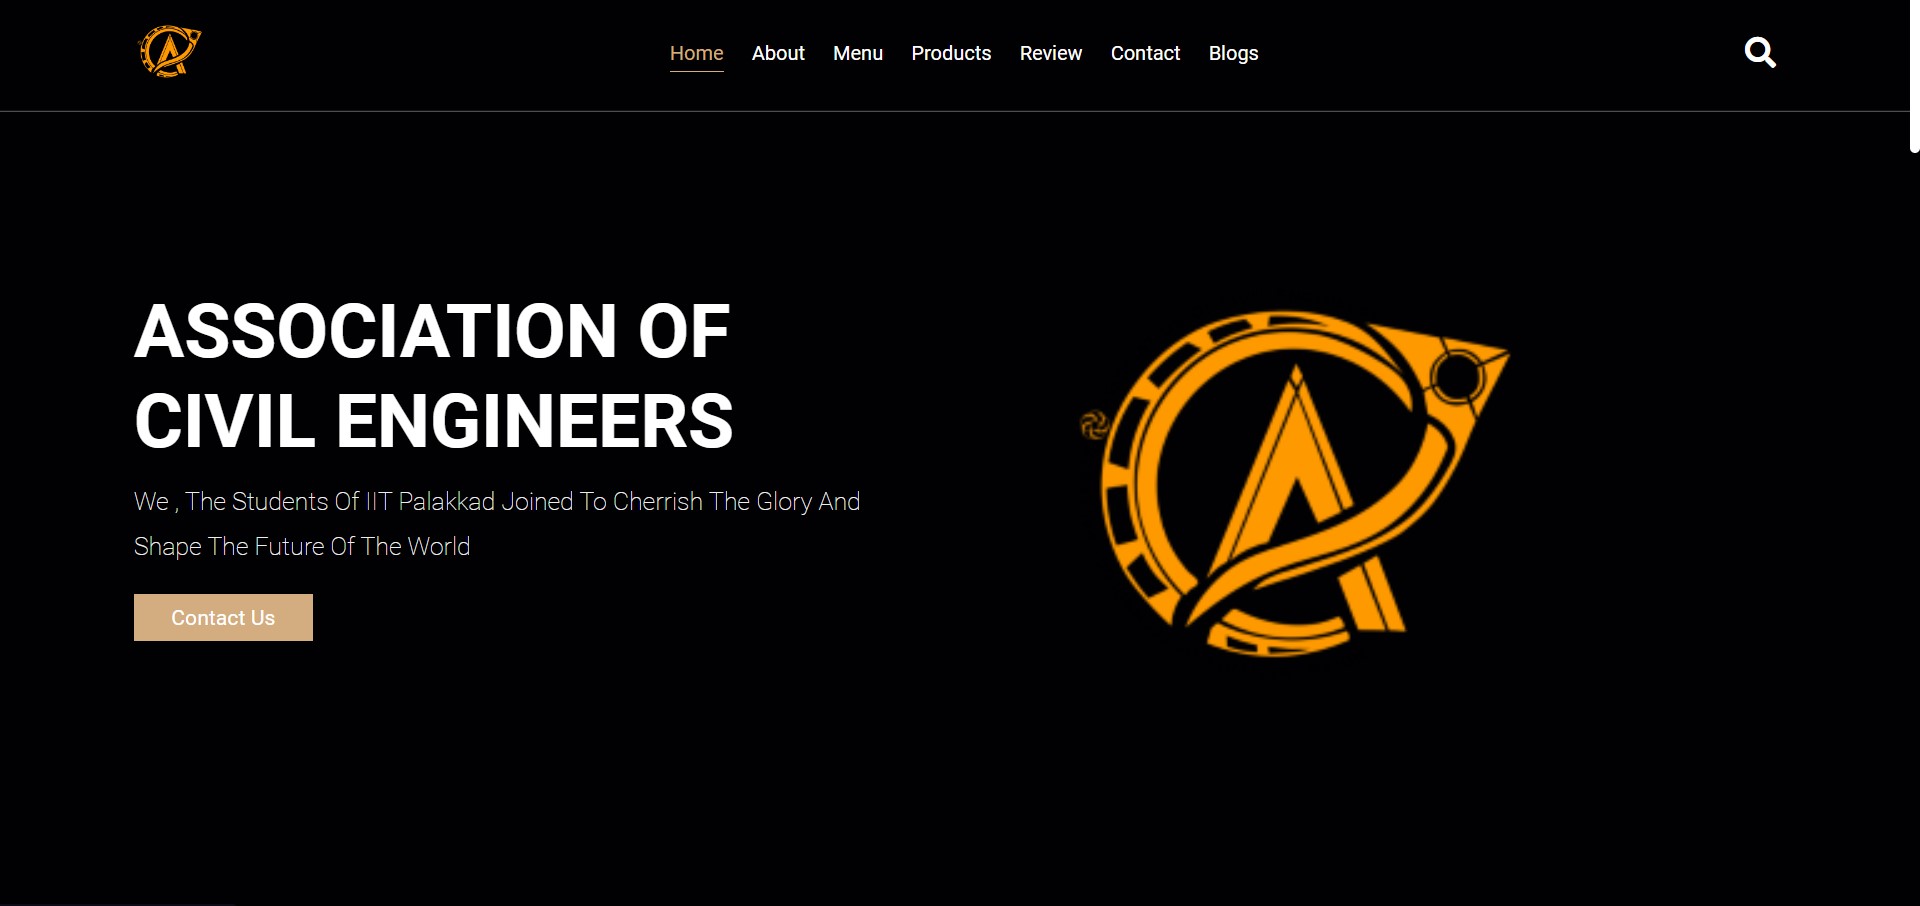 Home About Menu Products Review Contact Blogs
ASSOCIATION OF
CIVIL ENGINEERS
We , The Students Of IIT Palakkad Joined To Cherrish The Glory And
Shape The Future Of The World
Contact Us